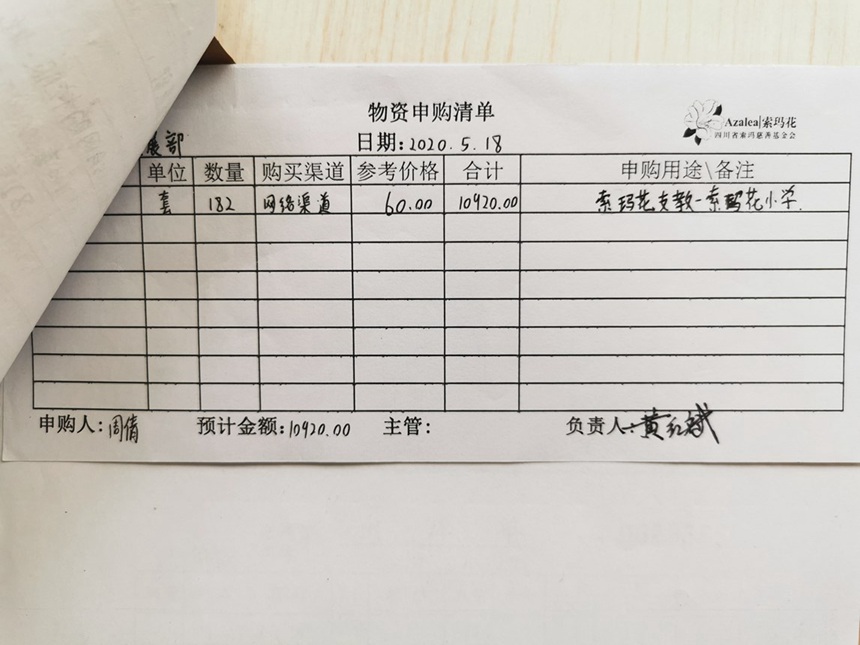 物资申购清单
Azalea|索玛花
四川省索玛慈善基金会
展部
日期:2020.5.18
单位 数量 购买渠道 参考价格 合计 申购用途\备注
套 182 网络渠道 60.00 10920.00 索玛花支教-索玛花小学.
申购人:周倩 预计金额:10920.00 主管: 负责人:黄红斌